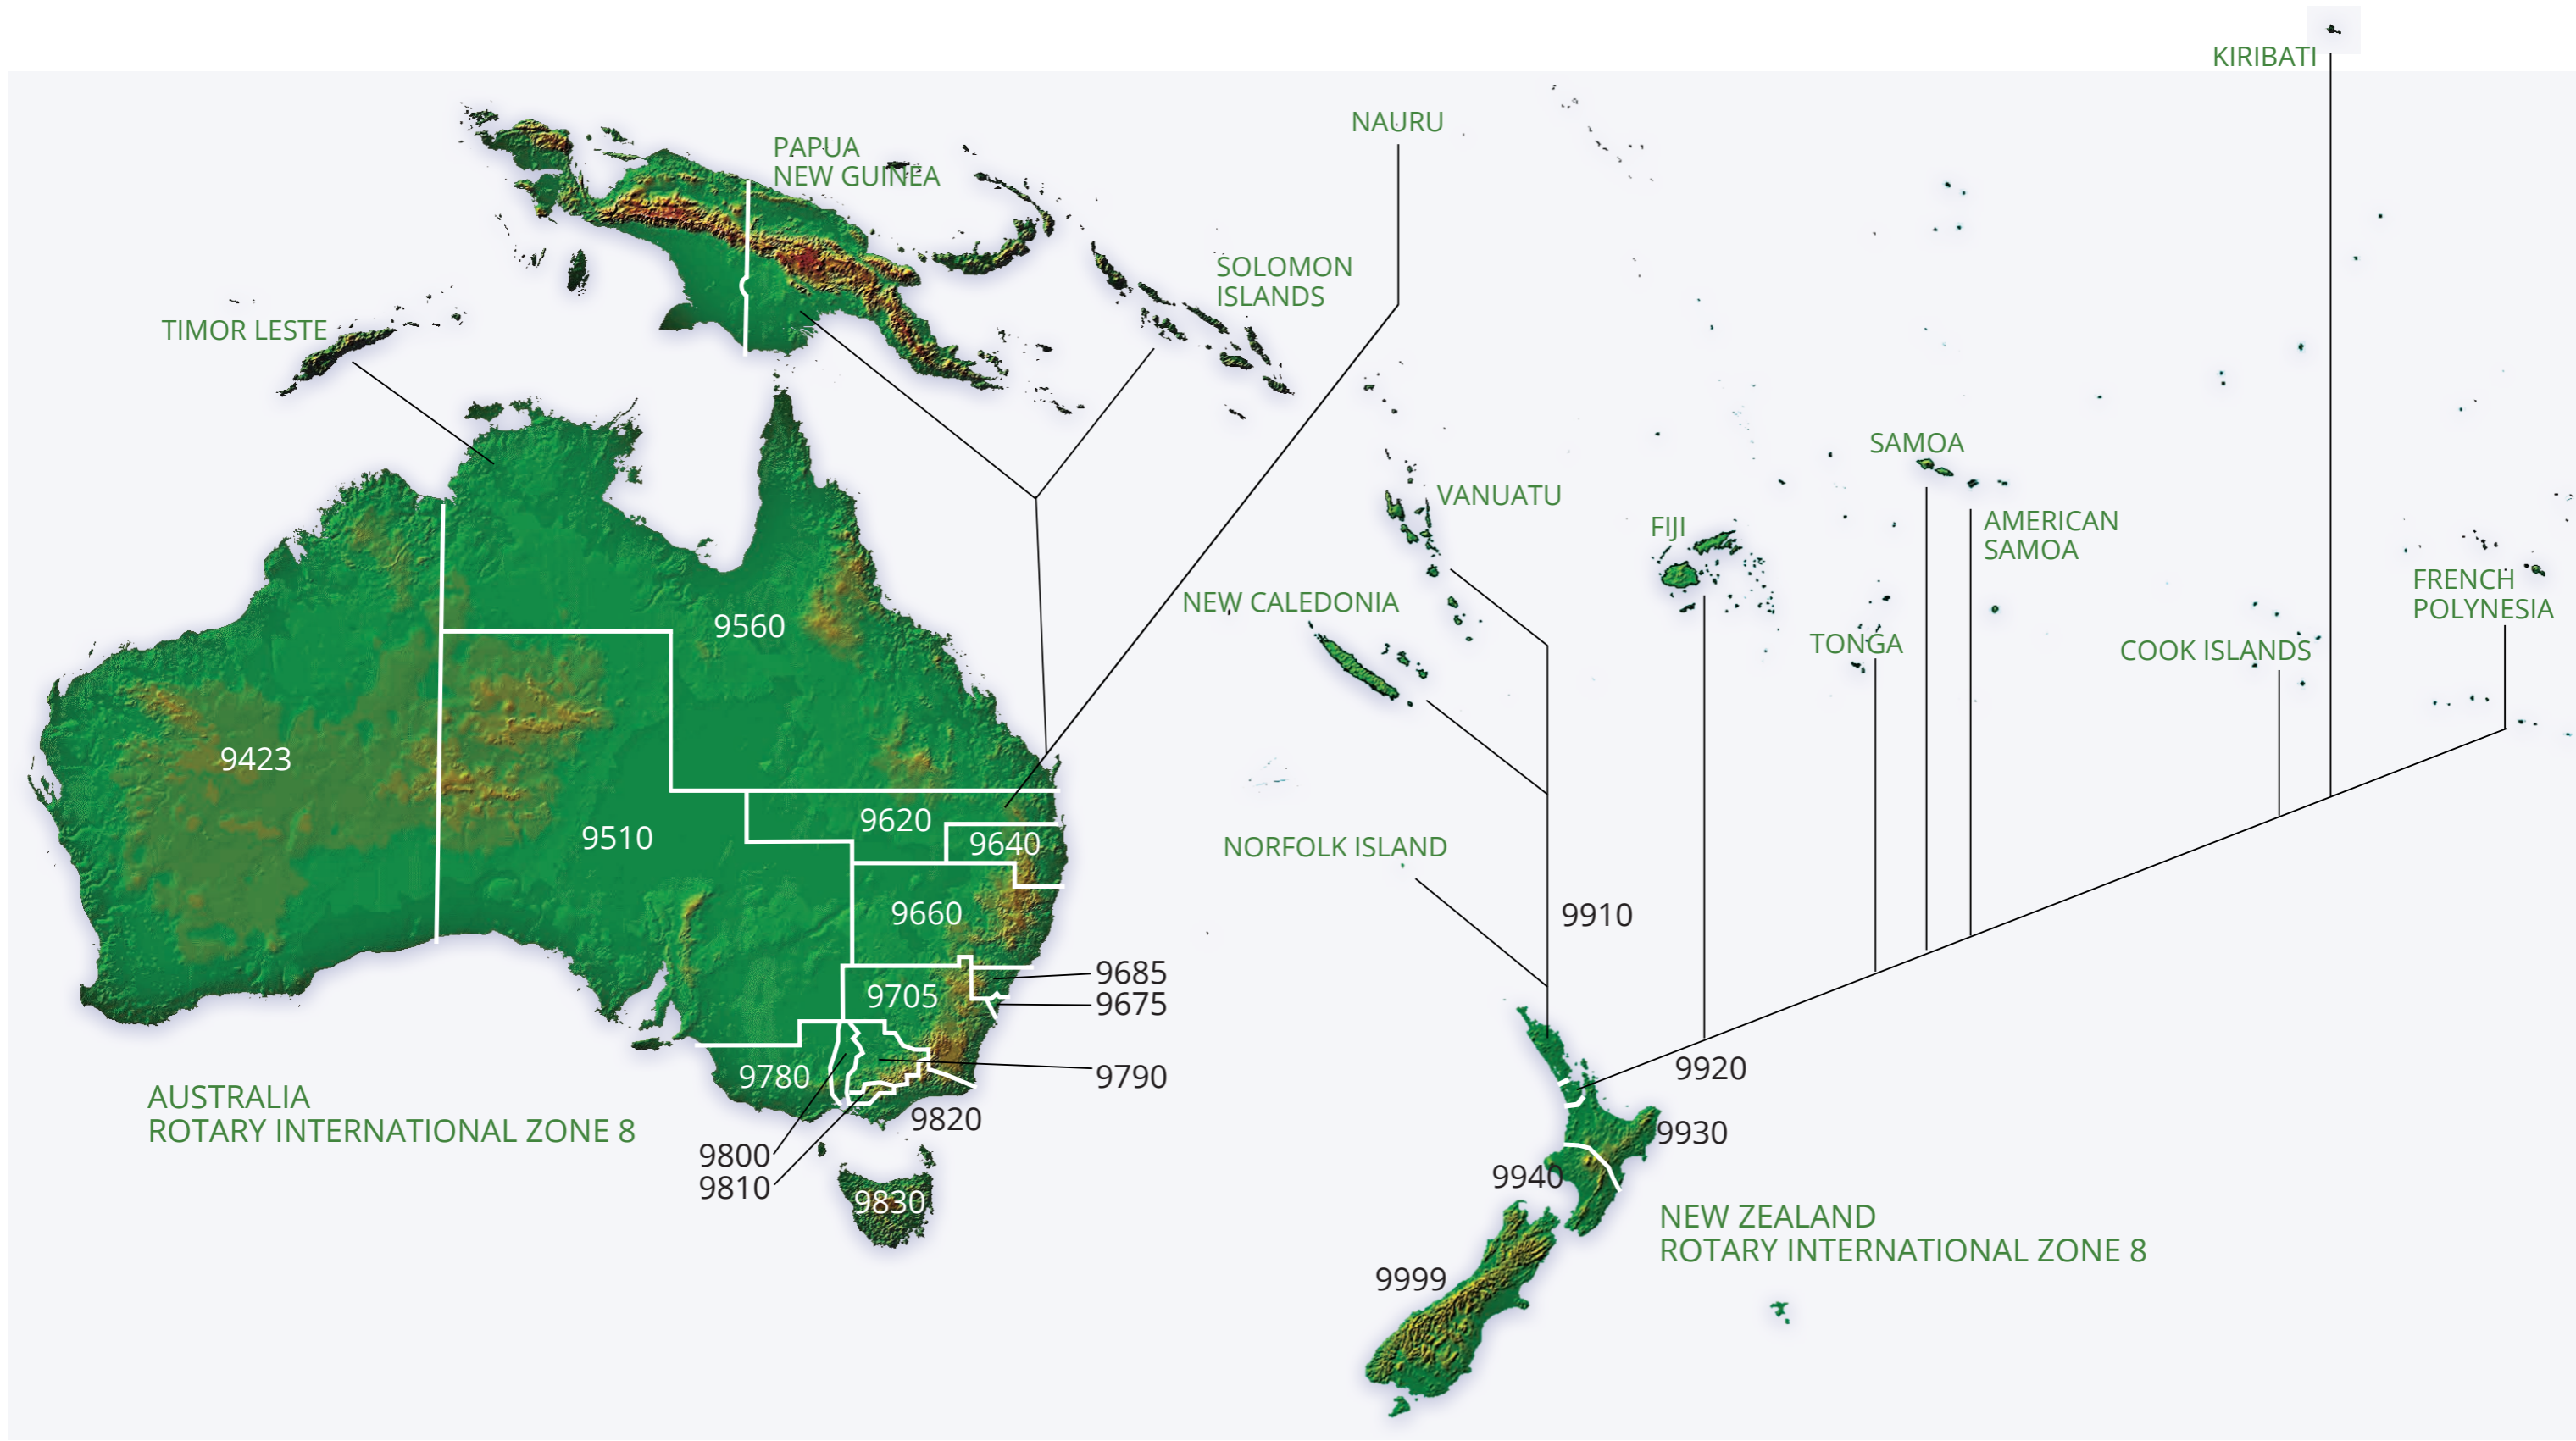 KIRIBATI
NAURU
PAPUA
NEW GUINEA
SOLOMON
ISLANDS
TIMOR LESTE
SAMOA
VANUATU
AMERICAN
SAMOA
FIJI
FRENCH
POLYNESIA
NEW CALEDONIA
9560
TONGA
COOK ISLANDS
9423
9620
9510
9640
NORFOLK ISLAND
9660
9910
9685
9705
9675
9780
9790
9920
AUSTRALIA
ROTARY INTERNATIONAL ZONE 8
9820
9930
9800
9810
9940
9830
NEW ZEALAND
ROTARY INTERNATIONAL ZONE 8
9999